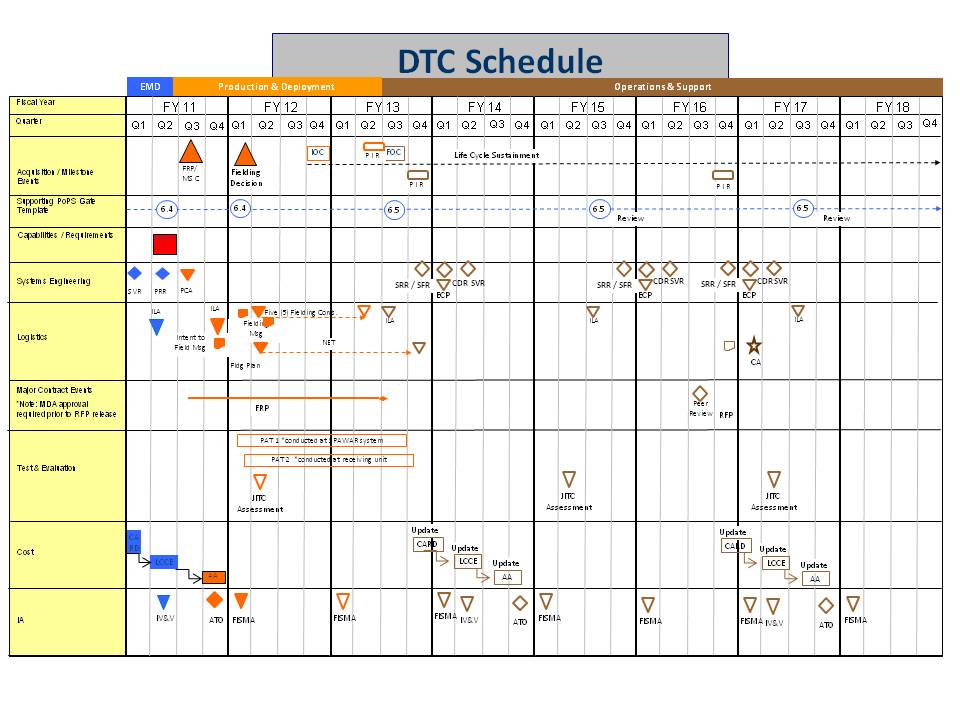 DTC Schedule
EMD Production & Deployment Operations & Support
Fiscal Year FY 11 FY 12 FY 13 FY 14 FY 15 FY 16 FY 17 FY 18
Quarter Q1 Q2 Q3 Q4 Q1 Q2 Q3 Q4 Q1 Q2 Q3 Q4 Q1 Q2 Q3 Q4 Q1 Q2 Q3 Q4 Q1 Q2 Q3 Q4 Q1 Q2 Q3 Q4 Q1 Q2 Q3 Q4
Acquisition / Milestone
Events
FRP/
MS C
Fielding
Decision
IOC
PIR
FOC
Life Cycle Sustainment
PIR
PIR
Supporting PoPS Gate
Template
6.4
6.4
6.5
6.5
Review
6.5
Review
Capabilities / Requirements
Systems Engineering
SVR
PRR
PCA
SRR / SFR
ECP
CDR SVR
SRR / SFR
ECP
CDR SVR
SRR / SFR
ECP
CDR SVR
Logistics
ILA
ILA
Intent to
Field Msg
Five (5) Fielding Cons.
Fielding
Msg
Fldg Plan
NET
ILA
ILA
ILA
CA
Major Contract Events
*Note: MDA approval
required prior to RFP release
FRP
Peer
Review
RFP
Test & Evaluation
PAT 1 *conducted at SPAWAR system
PAT 2 *conducted at receiving unit
JITC
Assessment
JITC
Assessment
JITC
Assessment
Cost
CA
RD
LCCE
AA
Update
CARD
Update
LCCE
Update
AA
Update
CARD
Update
LCCE
Update
AA
IA
IV&V
ATO
FISMA
FISMA
FISMA
IV&V
ATO
FISMA
FISMA
FISMA
IV&V
ATO
FISMA